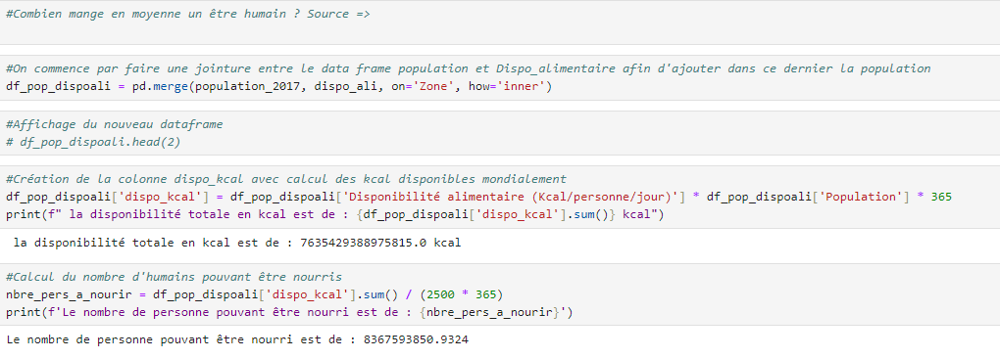 #Combien mange en moyenne un être humain ? Source =>
#On commence par faire une jointure entre le data frame population et Dispo_alimentaire afin d'ajouter dans ce dernier la population
df_pop_dispoali = pd.merge(population_2017, dispo_ali, on='Zone', how='inner')
#Affichage du nouveau dataframe
# df_pop_dispoali.head(2)
#Création de la colonne dispo_kcal avec calcul des kcal disponibles mondialement
df_pop_dispoali['dispo_kcal'] = df_pop_dispoali['Disponibilité alimentaire (Kcal/personne/jour)'] * df_pop_dispoali['Population'] * 365
print(f" la disponibilité totale en kcal est de : {df_pop_dispoali['dispo_kcal'].sum()} kcal")
la disponibilité totale en kcal est de : 7635429388975815.0 kcal
#Calcul du nombre d'humains pouvant être nourris
nbre_pers_a_nourir = df_pop_dispoali['dispo_kcal'].sum() / (2500 * 365)
print(f'Le nombre de personne pouvant être nourri est de : {nbre_pers_a_nourir}')
Le nombre de personne pouvant être nourri est de : 8367593850.9324